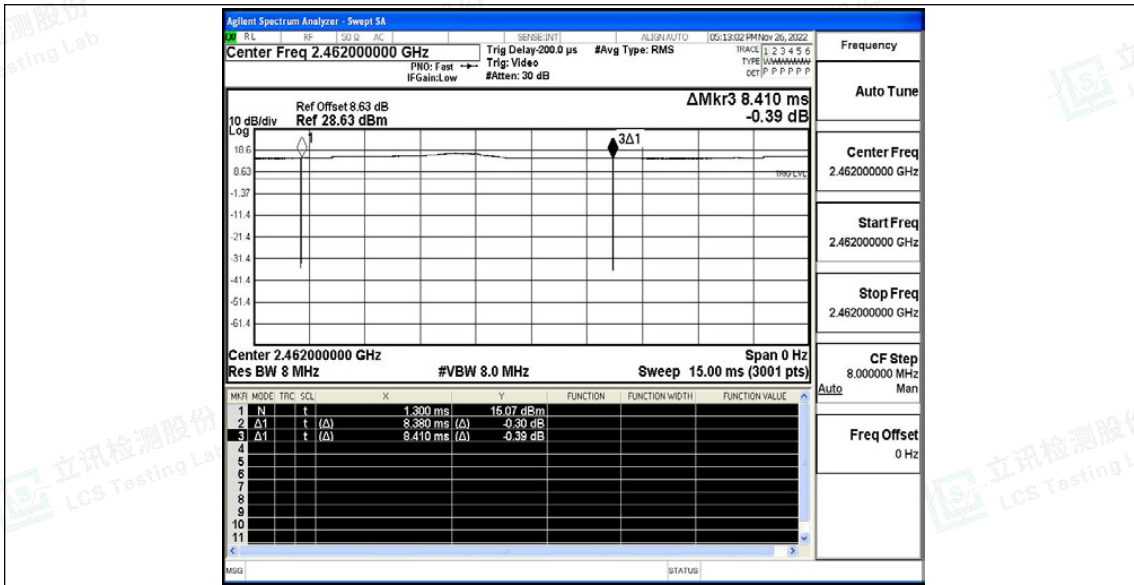 Agilent Spectrum Analyzer - Swept SA
RL RF 50 Ω AC SENSE:INT ALIGN AUTO 05:13:02 PM Nov 26, 2022
Center Freq 2.462000000 GHz
PNO: Fast
IFGain:Low
Trig Delay-200.0 µs
Trig: Video
#Atten: 30 dB
#Avg Type: RMS
TRACE 1 2 3 4 5 6
TYPE
DET P P P P P
ΔMkr3 8.410 ms
-0.39 dB
Ref Offset 8.63 dB
Ref 28.63 dBm
10 dB/div
Log
1
3Δ1
18.6
8.63
TRIG LVL
-1.37
-11.4
-21.4
-31.4
-41.4
-51.4
-61.4
Center 2.462000000 GHz
Span 0 Hz
Res BW 8 MHz
#VBW 8.0 MHz
Sweep 15.00 ms (3001 pts)
MKR MODE TRC SCL X Y FUNCTION FUNCTION WIDTH FUNCTION VALUE
1 N t 1.300 ms 15.07 dBm
2 Δ1 t (Δ) 8.380 ms (Δ) -0.30 dB
3 Δ1 t (Δ) 8.410 ms (Δ) -0.39 dB
4
5
6
7
8
9
10
11
MSG
STATUS
Frequency
Auto Tune
Center Freq
2.462000000 GHz
Start Freq
2.462000000 GHz
Stop Freq
2.462000000 GHz
CF Step
8.000000 MHz
Auto Man
Freq Offset
0 Hz
立讯检测股份
LCS Testing Lab
立讯检测股份
LCS Testing L